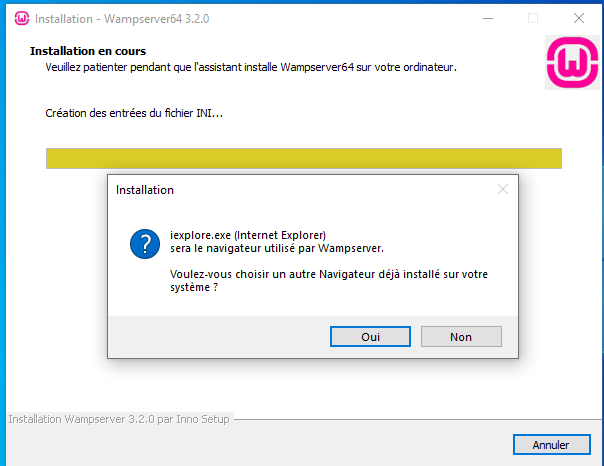 Installation - Wampserver64 3.2.0
Installation en cours
Veuillez patienter pendant que l'assistant installe Wampserver64 sur votre ordinateur.
Création des entrées du fichier INI...
Installation
iexplore.exe (Internet Explorer)
sera le navigateur utilisé par Wampserver.
Voulez-vous choisir un autre Navigateur déjà installé sur votre
système ?
Oui
Non
Installation Wampserver 3.2.0 par Inno Setup
Annuler